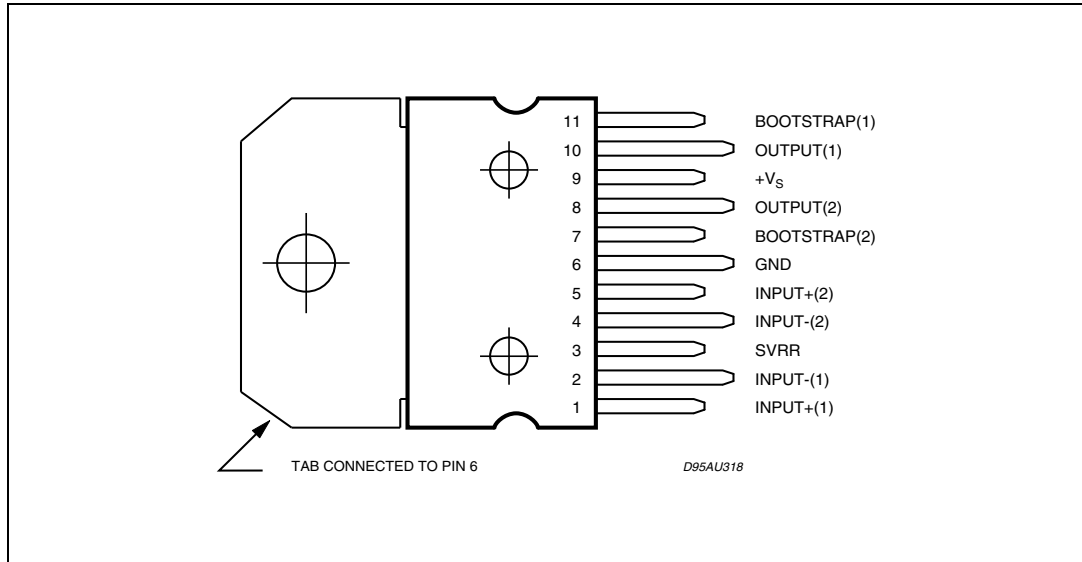 11 BOOTSTRAP(1)
10 OUTPUT(1)
9 +VS
8 OUTPUT(2)
7 BOOTSTRAP(2)
6 GND
5 INPUT+(2)
4 INPUT-(2)
3 SVRR
2 INPUT-(1)
1 INPUT+(1)
TAB CONNECTED TO PIN 6
D95AU318